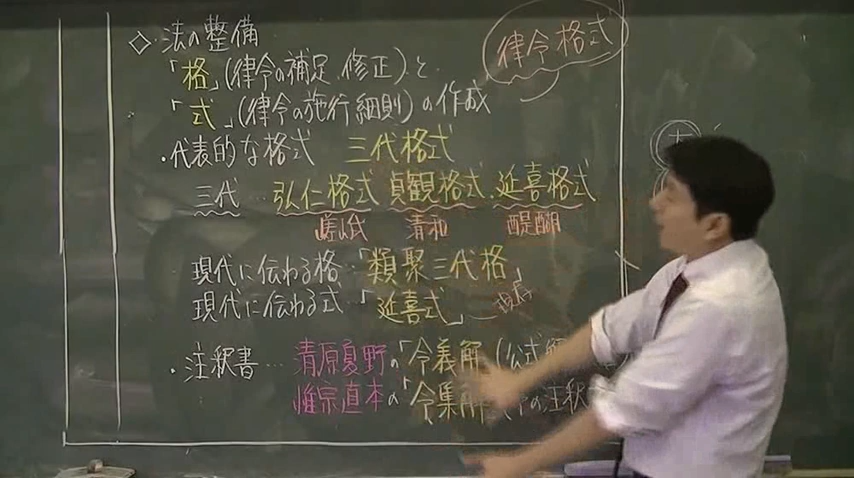 ◇法の整備
律令格式
「格」(律令の補足、修正)と
「式」(律令の施行細則)の作成
・代表的な格式 三代格式
三代…弘仁格式、貞観格式、延喜格式
嵯峨 清和 醍醐
現代に伝わる格…「類聚三代格」
現代に伝わる式…「延喜式」
・注釈書…清原夏野の「令義解」(公式
惟宗直本の「令集解」(令の注釈